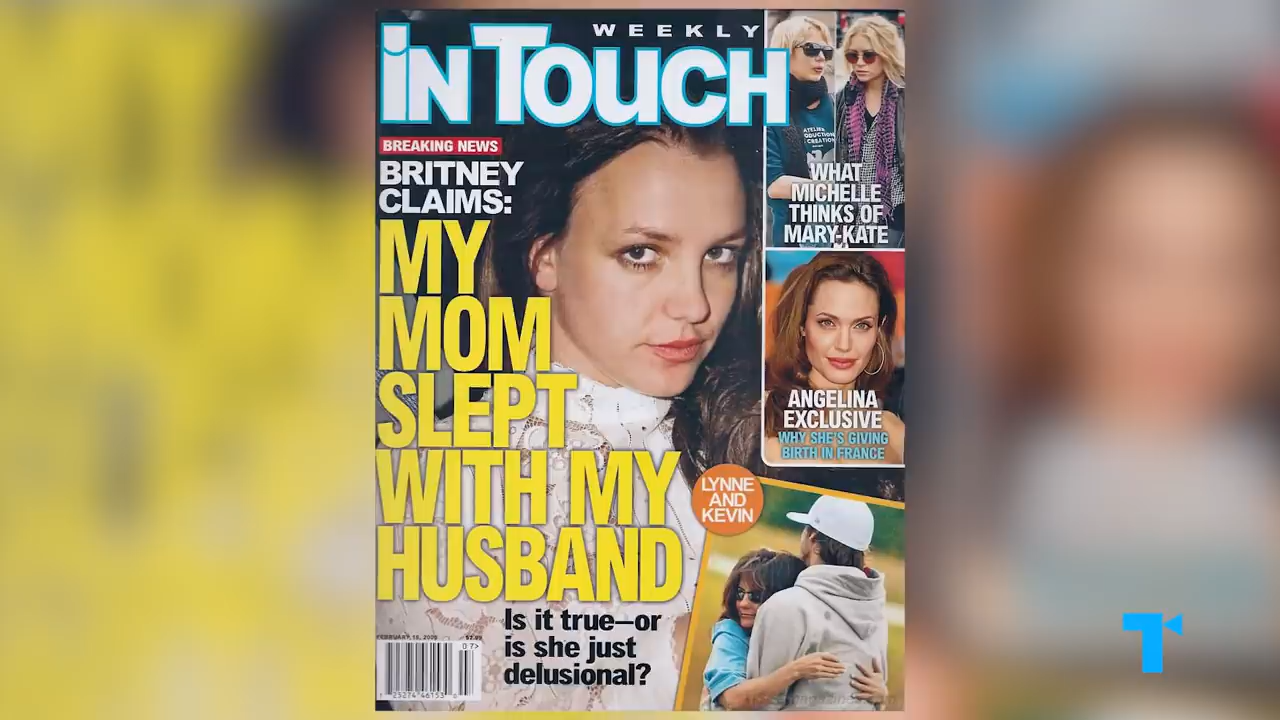 WEEKLY
iN TOUCH
BREAKING NEWS
BRITNEY
CLAIMS:
MY
MOM
SLEPT
WITH MY
HUSBAND
Is it true—or
is she just
delusional?
WHAT
MICHELLE
THINKS OF
MARY-KATE
ANGELINA
EXCLUSIVE
WHY SHE'S GIVING
BIRTH IN FRANCE
LYNNE
AND
KEVIN
0 7>